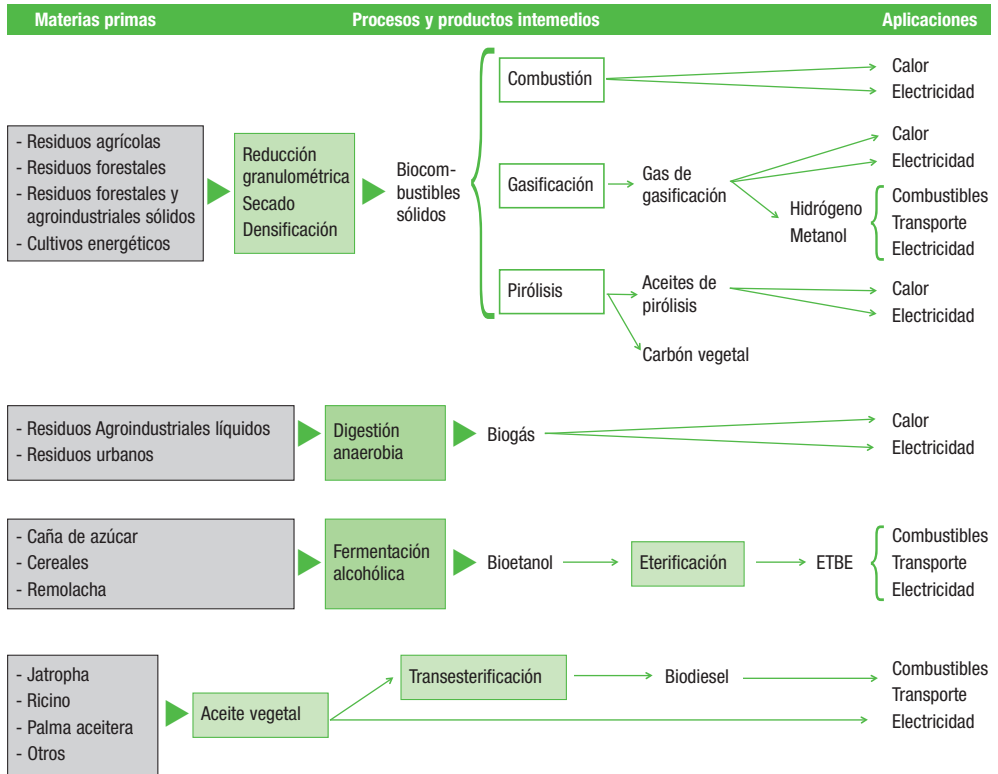 Materias primas
Procesos y productos intemedios
Aplicaciones
- Residuos agrícolas
- Residuos forestales
- Residuos forestales y
agroindustriales sólidos
- Cultivos energéticos
Reducción
granulométrica
Secado
Densificación
Biocom-
bustibles
sólidos
Combustión
Calor
Electricidad
Gasificación
Gas de
gasificación
Calor
Electricidad
Hidrógeno
Metanol
Combustibles
Transporte
Electricidad
Pirólisis
Aceites de
pirólisis
Calor
Electricidad
Carbón vegetal
- Residuos Agroindustriales líquidos
- Residuos urbanos
Digestión
anaerobia
Biogás
Calor
Electricidad
- Caña de azúcar
- Cereales
- Remolacha
Fermentación
alcohólica
Bioetanol
Eterificación
ETBE
Combustibles
Transporte
Electricidad
- Jatropha
- Ricino
- Palma aceitera
- Otros
Aceite vegetal
Transesterificación
Biodiesel
Combustibles
Transporte
Electricidad